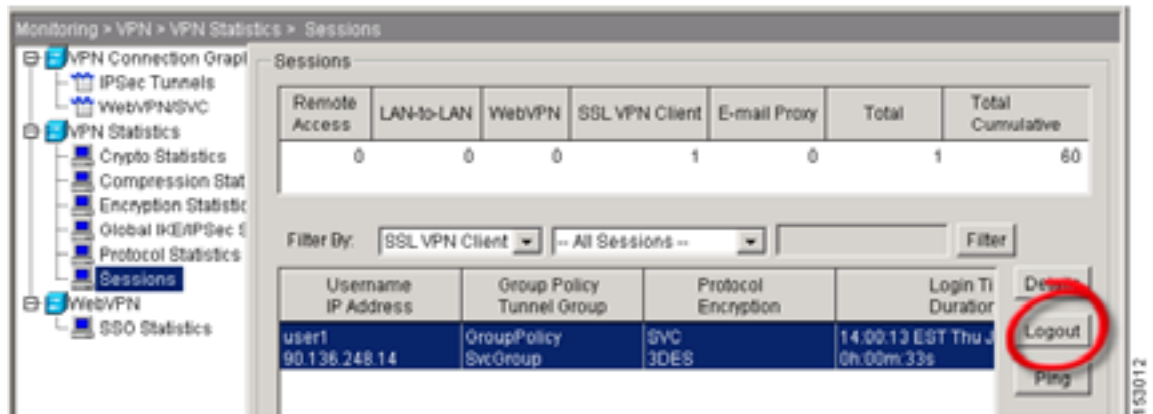 Monitoring > VPN > VPN Statistics > Sessions
VPN Connection Grapl
IPSec Tunnels
WebVPN/SVC
VPN Statistics
Crypto Statistics
Compression Stat
Encryption Statistic
Global IKE/IPSec S
Protocol Statistics
Sessions
WebVPN
SSO Statistics
Sessions
Remote Access
LAN-to-LAN
WebVPN
SSL VPN Client
E-mail Proxy
Total
Total Cumulative
0 0 0 1 0 1 60
Filter By: SSL VPN Client -- All Sessions -- Filter
Username Group Policy Protocol Login Ti
IP Address Tunnel Group Encryption Duration
user1 GroupPolicy SVC 14:00:13 EST Thu J
90.136.248.14 SvcGroup 3DES 0h:00m:33s
Details
Logout
Ping
153012